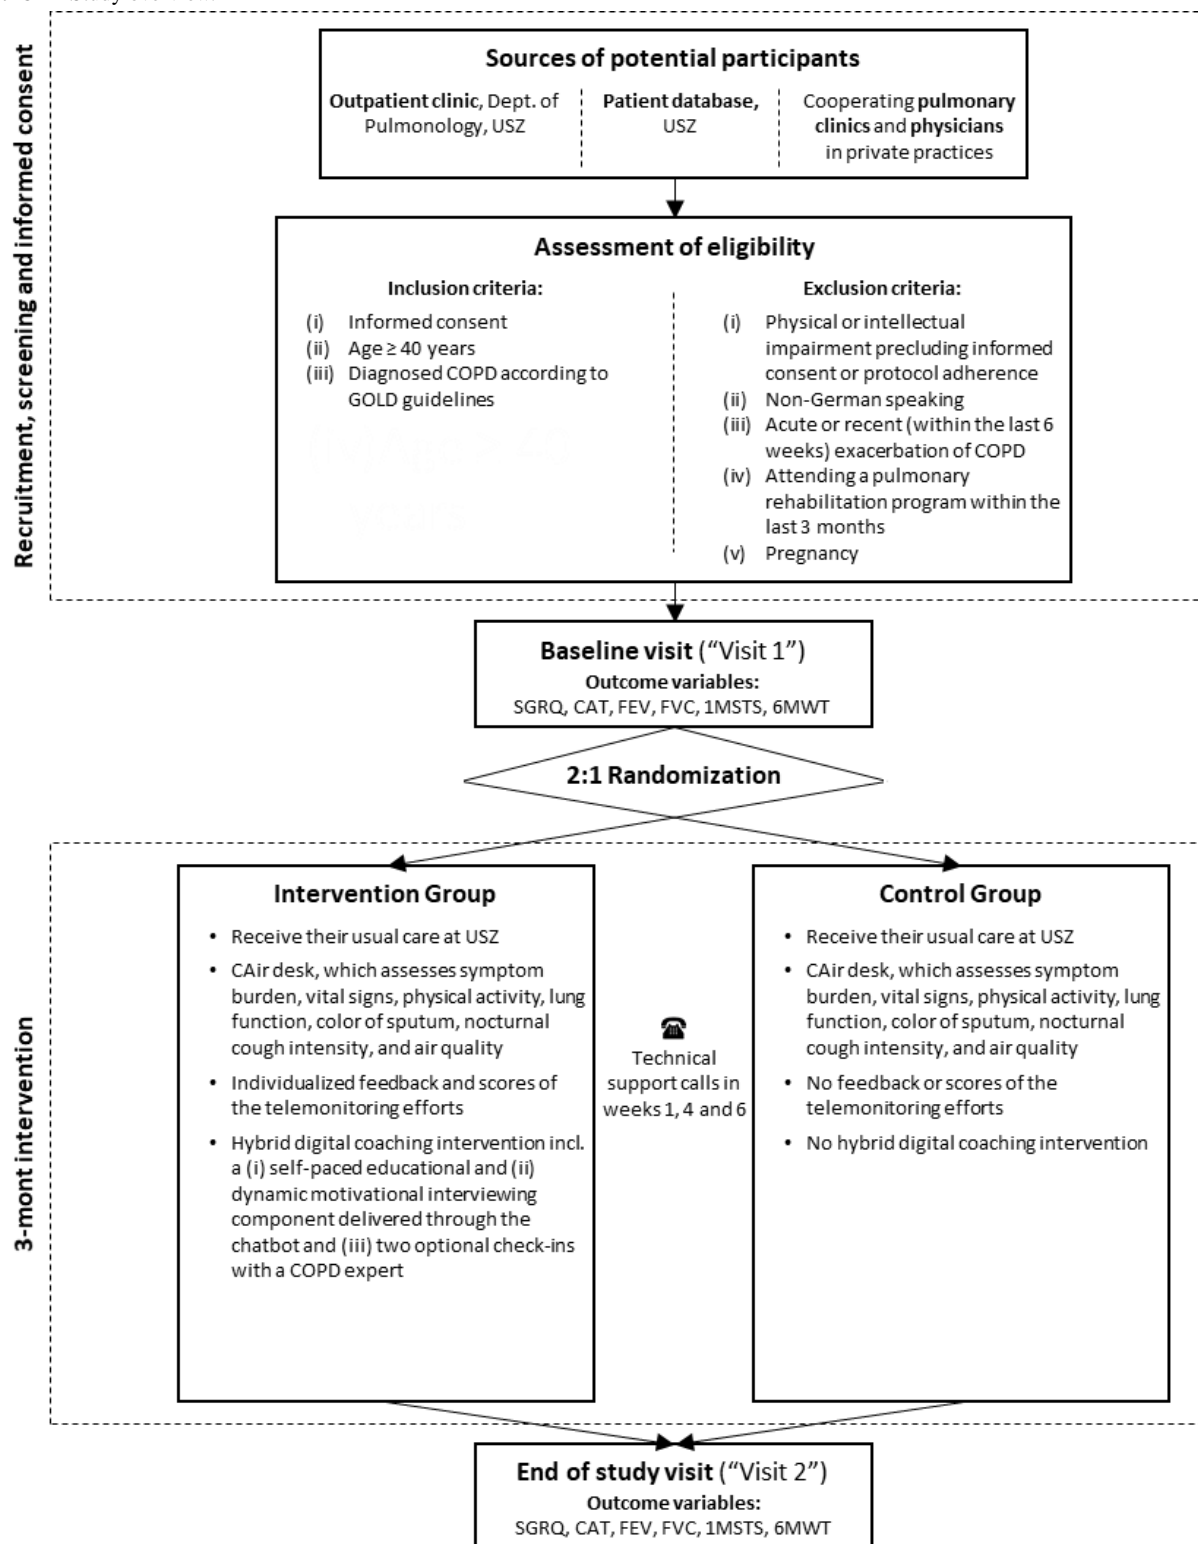 Recruitment, screening and informed consent
Sources of potential participants
Outpatient clinic, Dept. of
Pulmonology, USZ
Patient database,
USZ
Cooperating pulmonary
clinics and physicians
in private practices
Assessment of eligibility
Inclusion criteria:
(i) Informed consent
(ii) Age ≥ 40 years
(iii) Diagnosed COPD according to
GOLD guidelines
Exclusion criteria:
(i) Physical or intellectual
impairment precluding informed
consent or protocol adherence
(ii) Non-German speaking
(iii) Acute or recent (within the last 6
weeks) exacerbation of COPD
(iv) Attending a pulmonary
rehabilitation program within the
last 3 months
(v) Pregnancy
Baseline visit (“Visit 1”)
Outcome variables:
SGRQ, CAT, FEV, FVC, 1MSTS, 6MWT
2:1 Randomization
3-mont intervention
Intervention Group
• Receive their usual care at USZ
• CAir desk, which assesses symptom
burden, vital signs, physical activity, lung
function, color of sputum, nocturnal
cough intensity, and air quality
• Individualized feedback and scores of
the telemonitoring efforts
• Hybrid digital coaching intervention incl.
a (i) self-paced educational and (ii)
dynamic motivational interviewing
component delivered through the
chatbot and (iii) two optional check-ins
with a COPD expert
Technical
support calls in
weeks 1, 4 and 6
Control Group
• Receive their usual care at USZ
• CAir desk, which assesses symptom
burden, vital signs, physical activity, lung
function, color of sputum, nocturnal
cough intensity, and air quality
• No feedback or scores of the
telemonitoring efforts
• No hybrid digital coaching intervention
End of study visit (“Visit 2”)
Outcome variables:
SGRQ, CAT, FEV, FVC, 1MSTS, 6MWT